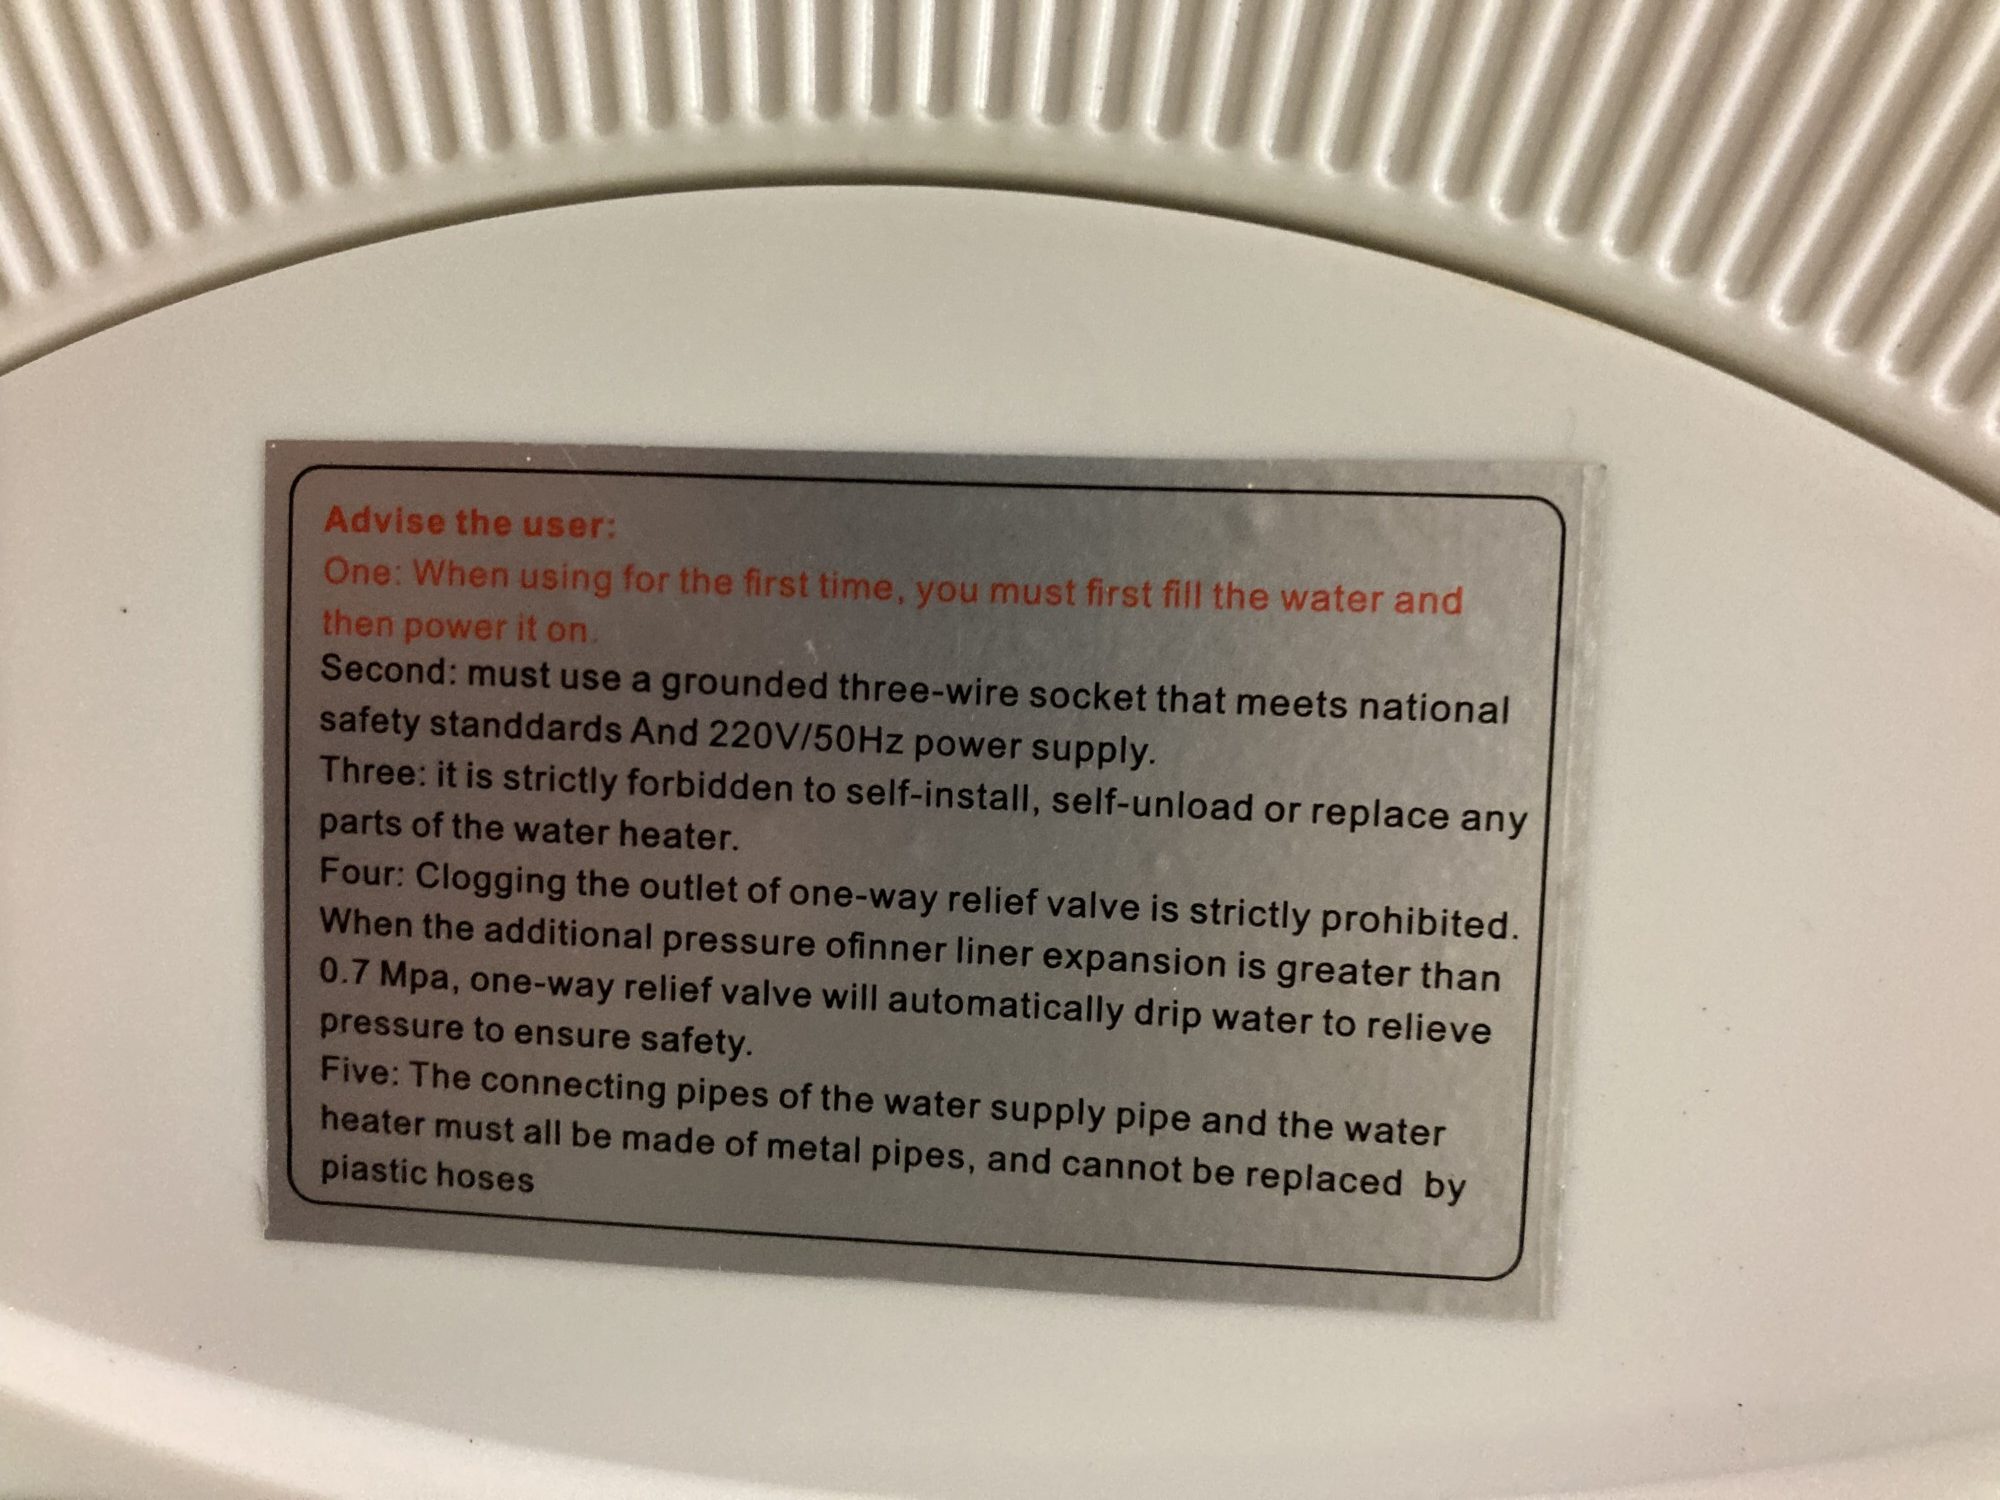 Advise the user:
One: When using for the first time, you must first fill the water and
then power it on.
Second: must use a grounded three-wire socket that meets national
safety standdards And 220V/50Hz power supply.
Three: it is strictly forbidden to self-install, self-unload or replace any
parts of the water heater.
Four: Clogging the outlet of one-way relief valve is strictly prohibited.
When the additional pressure ofinner liner expansion is greater than
0.7 Mpa, one-way relief valve will automatically drip water to relieve
pressure to ensure safety.
Five: The connecting pipes of the water supply pipe and the water
heater must all be made of metal pipes, and cannot be replaced by
piastic hoses